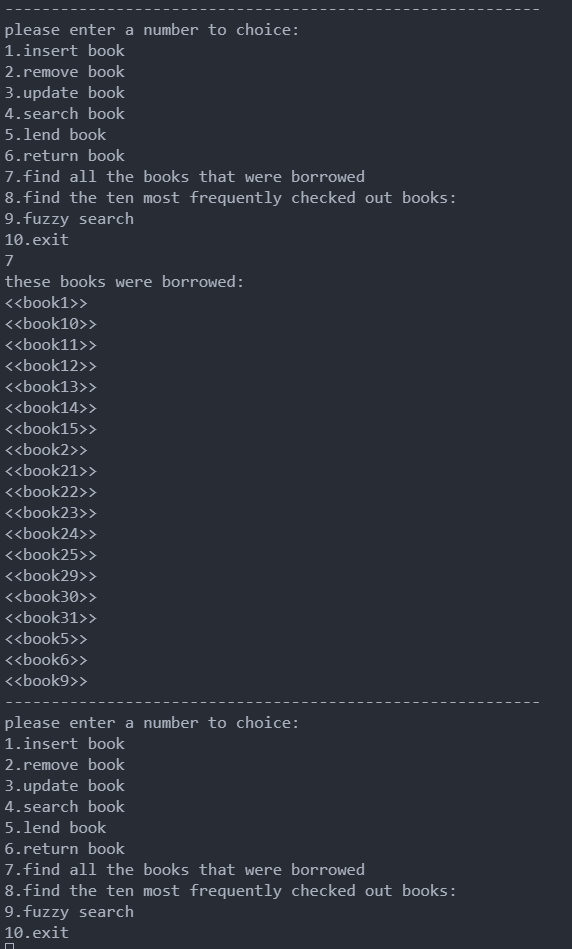 -----------------------------------------------------------
please enter a number to choice:
1.insert book
2.remove book
3.update book
4.search book
5.lend book
6.return book
7.find all the books that were borrowed
8.find the ten most frequently checked out books:
9.fuzzy search
10.exit
7
these books were borrowed:
<<book1>>
<<book10>>
<<book11>>
<<book12>>
<<book13>>
<<book14>>
<<book15>>
<<book2>>
<<book21>>
<<book22>>
<<book23>>
<<book24>>
<<book25>>
<<book29>>
<<book30>>
<<book31>>
<<book5>>
<<book6>>
<<book9>>
-----------------------------------------------------------
please enter a number to choice:
1.insert book
2.remove book
3.update book
4.search book
5.lend book
6.return book
7.find all the books that were borrowed
8.find the ten most frequently checked out books:
9.fuzzy search
10.exit